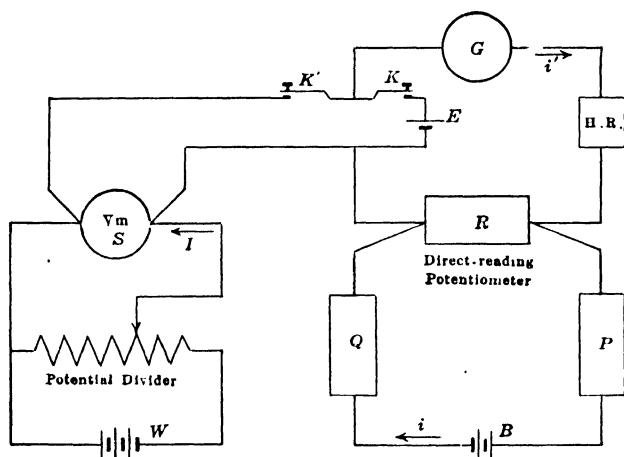 G
i'
K'
K
E
H.R.
Vm
S
I
R
Direct-reading
Potentiometer
Q
P
Potential Divider
W
i
B